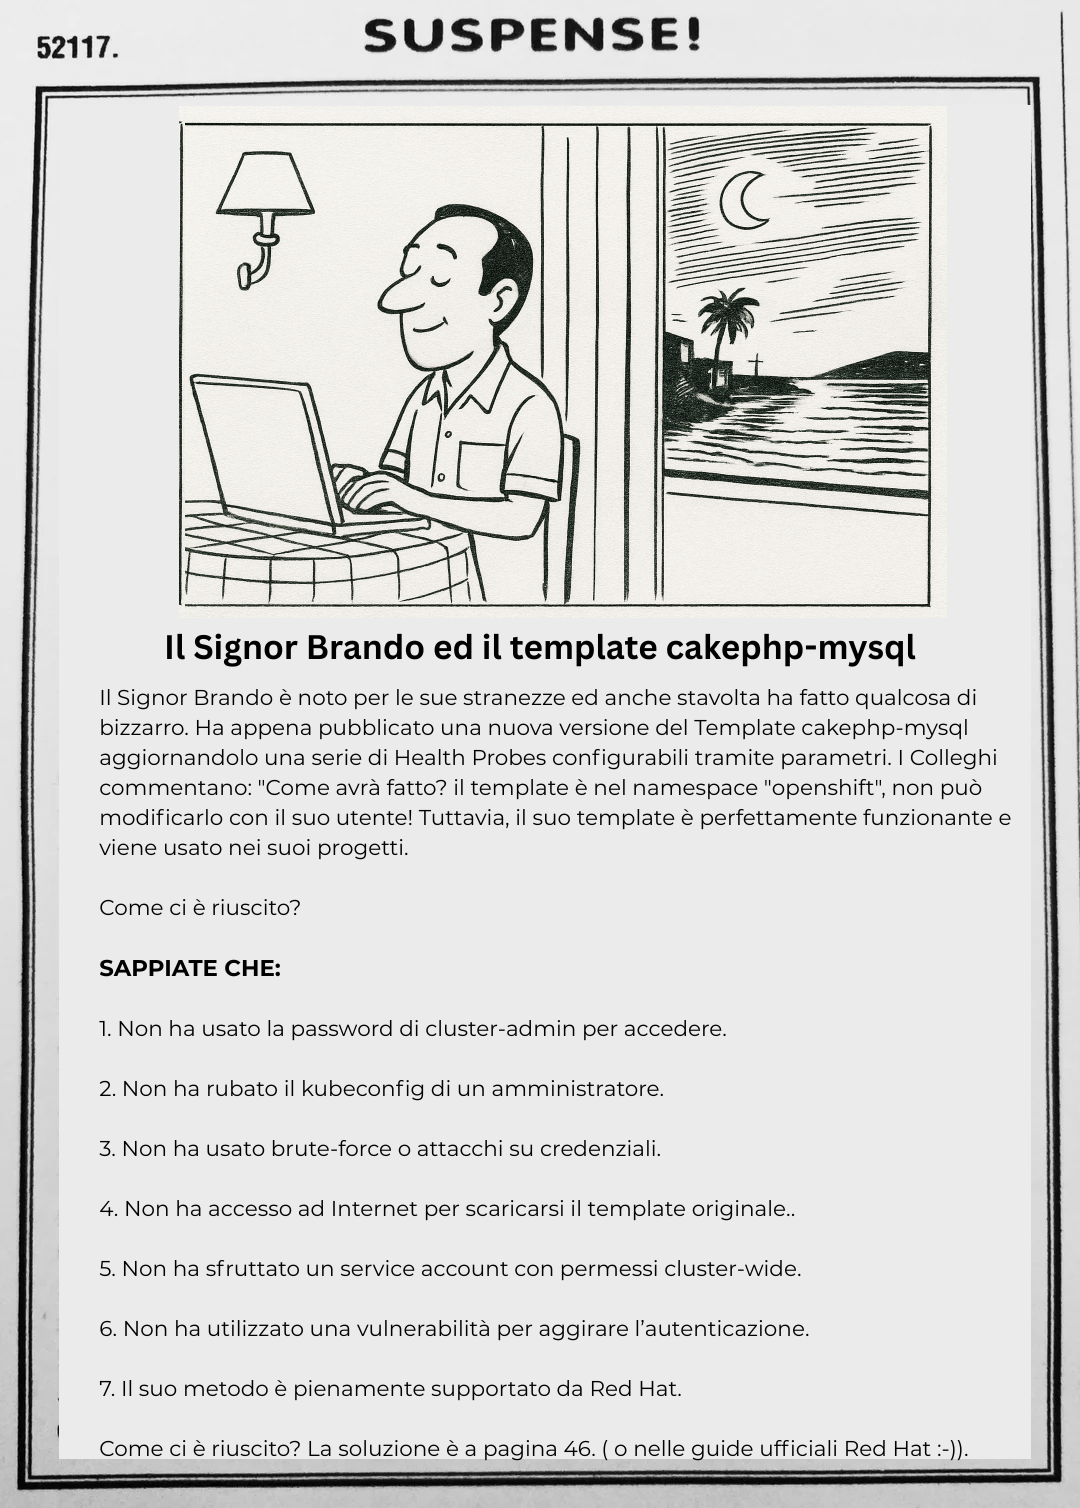 52117.
SUSPENSE!
Il Signor Brando ed il template cakephp-mysql
Il Signor Brando è noto per le sue stranezze ed anche stavolta ha fatto qualcosa di
bizzarro. Ha appena pubblicato una nuova versione del Template cakephp-mysql
aggiornandolo una serie di Health Probes configurabili tramite parametri. I Colleghi
commentano: "Come avrà fatto? il template è nel namespace "openshift", non può
modificarlo con il suo utente! Tuttavia, il suo template è perfettamente funzionante e
viene usato nei suoi progetti.
Come ci è riuscito?
SAPPIATE CHE:
1. Non ha usato la password di cluster-admin per accedere.
2. Non ha rubato il kubeconfig di un amministratore.
3. Non ha usato brute-force o attacchi su credenziali.
4. Non ha accesso ad Internet per scaricarsi il template originale..
5. Non ha sfruttato un service account con permessi cluster-wide.
6. Non ha utilizzato una vulnerabilità per aggirare l’autenticazione.
7. Il suo metodo è pienamente supportato da Red Hat.
Come ci è riuscito? La soluzione è a pagina 46. ( o nelle guide ufficiali Red Hat :-)).